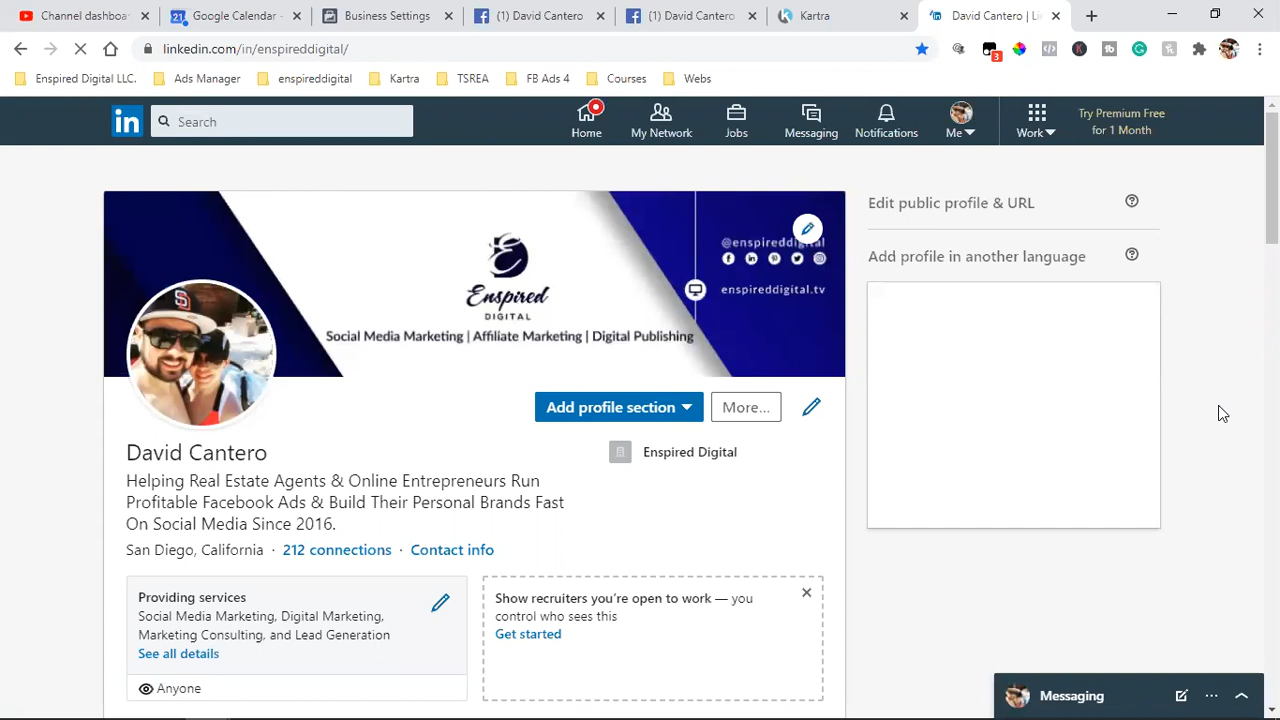 Channel dashboard
Google Calendar -
Business Settings
(1) David Cantero
(1) David Cantero
Kartra
David Cantero | Li
linkedin.com/in/enspireddigital/
3
Enspired Digital LLC.
Ads Manager
enspireddigital
Kartra
TSREA
FB Ads 4
Courses
Webs
in
Search
Home
My Network
Jobs
Messaging
Notifications
Me
Work
Try Premium Free
for 1 Month
@enspireddigital
enspireddigital.tv
Enspired
DIGITAL
Social Media Marketing | Affiliate Marketing | Digital Publishing
Edit public profile & URL
Add profile in another language
Add profile section
More...
David Cantero
Enspired Digital
Helping Real Estate Agents & Online Entrepreneurs Run
Profitable Facebook Ads & Build Their Personal Brands Fast
On Social Media Since 2016.
San Diego, California · 212 connections · Contact info
Providing services
Social Media Marketing, Digital Marketing,
Marketing Consulting, and Lead Generation
See all details
Anyone
Show recruiters you're open to work — you
control who sees this
Get started
Messaging